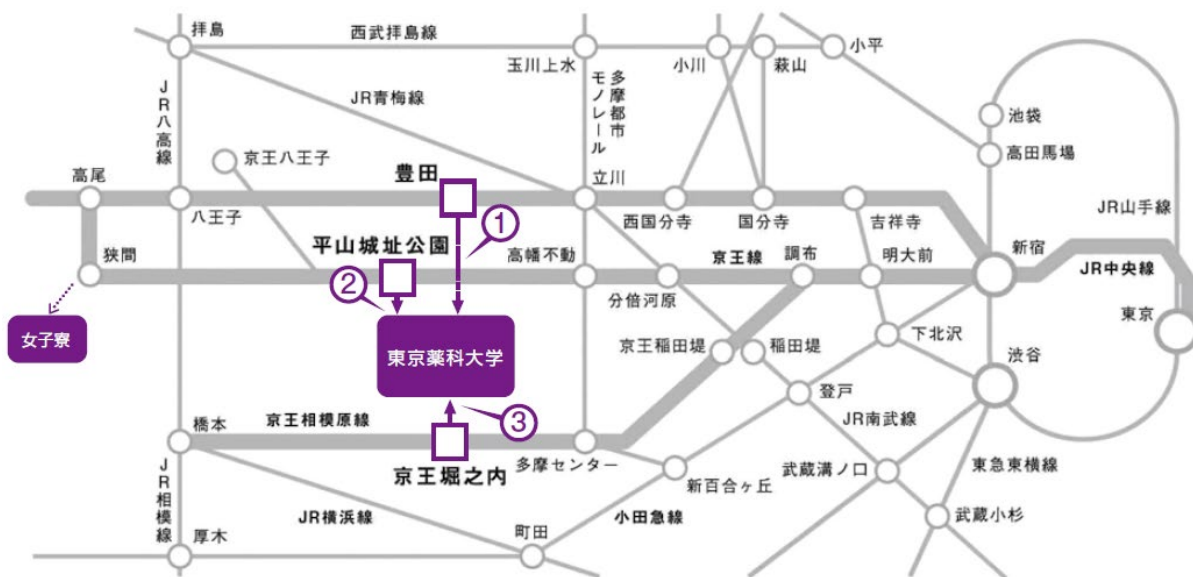 拝島
西武拝島線
玉川上水
小川
萩山
小平
JR八高線
JR青梅線
多摩都市
モノレール
池袋
高田馬場
京王八王子
高尾
豊田
八王子
立川
西国分寺
国分寺
吉祥寺
JR山手線
新宿
①
狭間
平山城址公園
高幡不動
京王線
調布
明大前
JR中央線
②
分倍河原
東京
女子寮
東京薬科大学
京王稲田堤
稲田堤
下北沢
渋谷
登戸
橋本
京王相模原線
③
JR南武線
多摩センター
京王堀之内
新百合ヶ丘
武蔵溝ノ口
東急東横線
JR相模線
JR横浜線
小田急線
武蔵小杉
厚木
町田